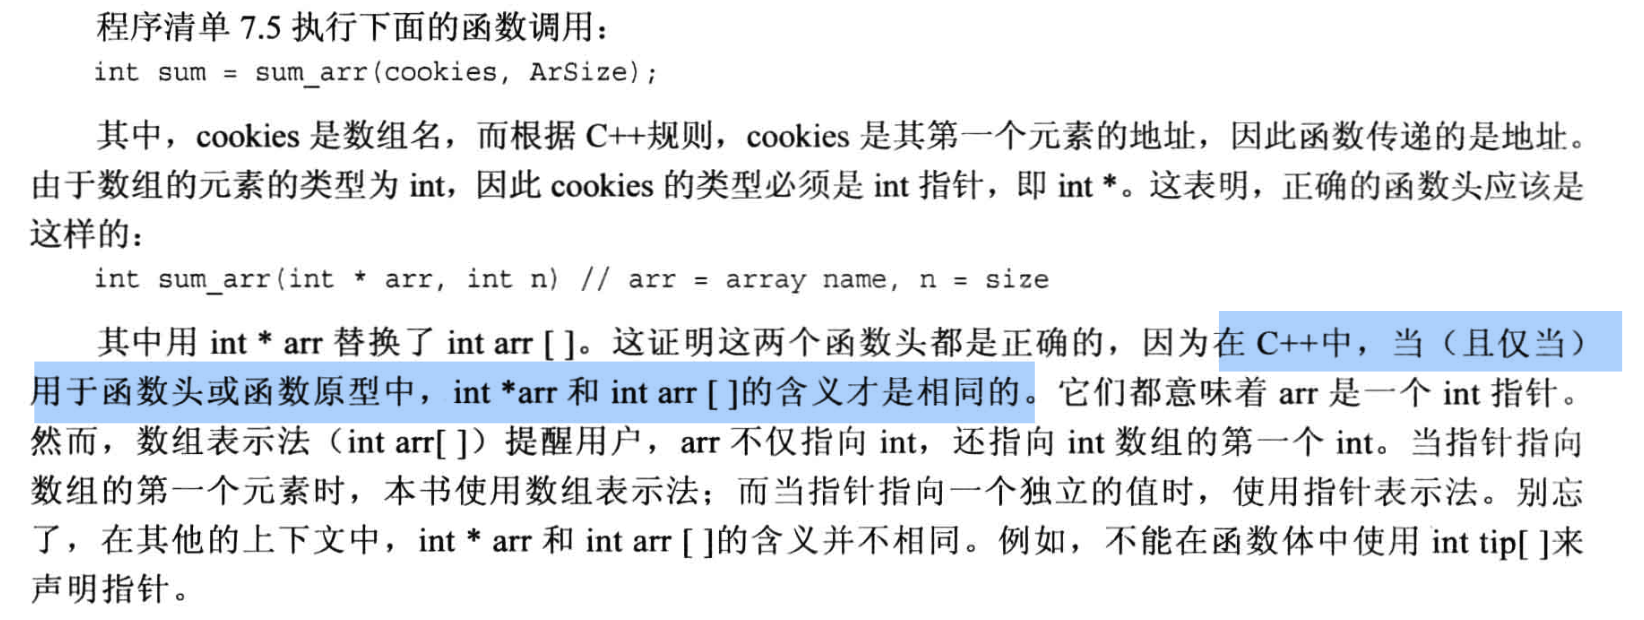 程序清单 7.5 执行下面的函数调用：
int sum = sum_arr(cookies, ArSize);
其中，cookies 是数组名，而根据 C++规则，cookies 是其第一个元素的地址，因此函数传递的是地址。
由于数组的元素的类型为 int，因此 cookies 的类型必须是 int 指针，即 int *。这表明，正确的函数头应该是
这样的：
int sum_arr(int * arr, int n) // arr = array name, n = size
其中用 int * arr 替换了 int arr [ ]。这证明这两个函数头都是正确的，因为在 C++中，当（且仅当）
用于函数头或函数原型中，int *arr 和 int arr [ ]的含义才是相同的。它们都意味着 arr 是一个 int 指针。
然而，数组表示法（int arr[ ]）提醒用户，arr 不仅指向 int，还指向 int 数组的第一个 int。当指针指向
数组的第一个元素时，本书使用数组表示法；而当指针指向一个独立的值时，使用指针表示法。别忘
了，在其他的上下文中，int * arr 和 int arr [ ]的含义并不相同。例如，不能在函数体中使用 int tip[ ]来
声明指针。